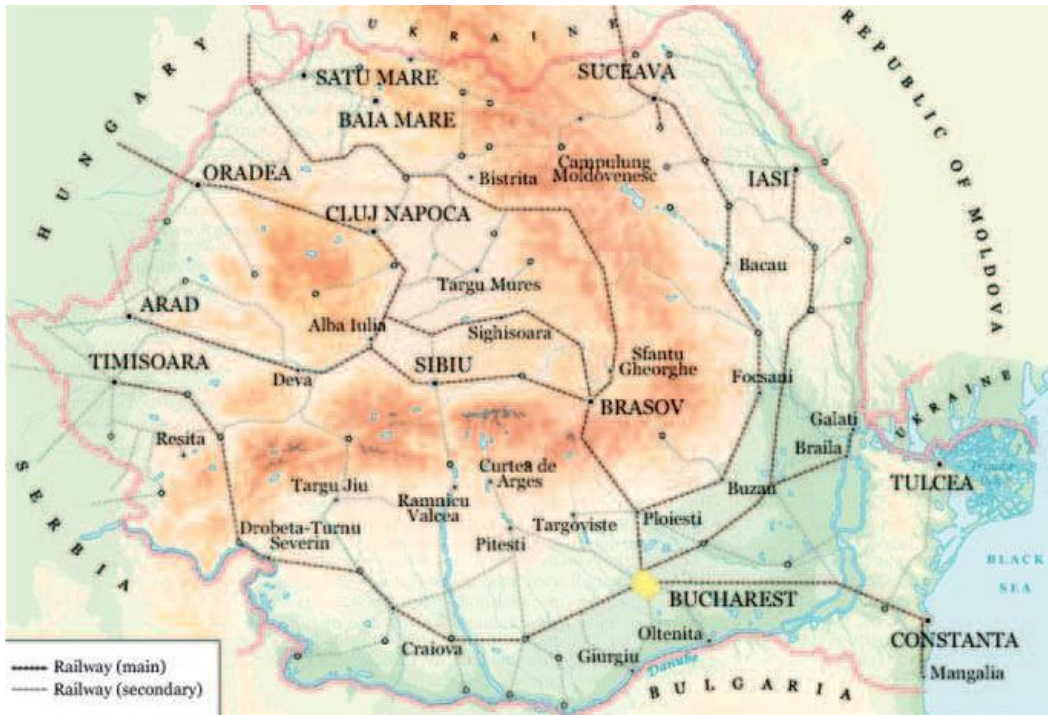 UKRAINE
HUNGARY
REPUBLIC OF MOLDOVA
SATU MARE
SUCEAVA
BAIA MARE
Campulung
Moldovenesc
ORADEA
Bistrita
IASI
CLUJ NAPOCA
Bacau
Targu Mures
ARAD
Alba Iulia
Sighisoara
TIMISOARA
Deva
SIBIU
Sfantu
Gheorghe
Focsani
UKRAINE
BRASOV
Galati
Resita
Braila
SERBIA
Curtea de
Arges
TULCEA
Targu Jiu
Ramnicu
Valcea
Buzau
Drobeta-Turnu
Severin
Pitesti
Targoviste
Ploiesti
BLACK
SEA
BUCHAREST
Craiova
Oltenita
CONSTANTA
Giurgiu
Danube
Mangalia
BULGARIA
Railway (main)
Railway (secondary)